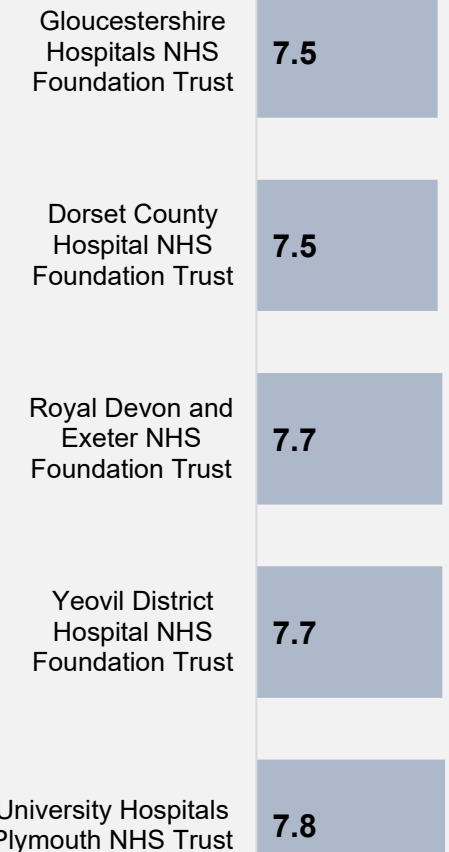 Gloucestershire
Hospitals NHS
Foundation Trust
7.5
Dorset County
Hospital NHS
Foundation Trust
7.5
Royal Devon and
Exeter NHS
Foundation Trust
7.7
Yeovil District
Hospital NHS
Foundation Trust
7.7
University Hospitals
Plymouth NHS Trust
7.8